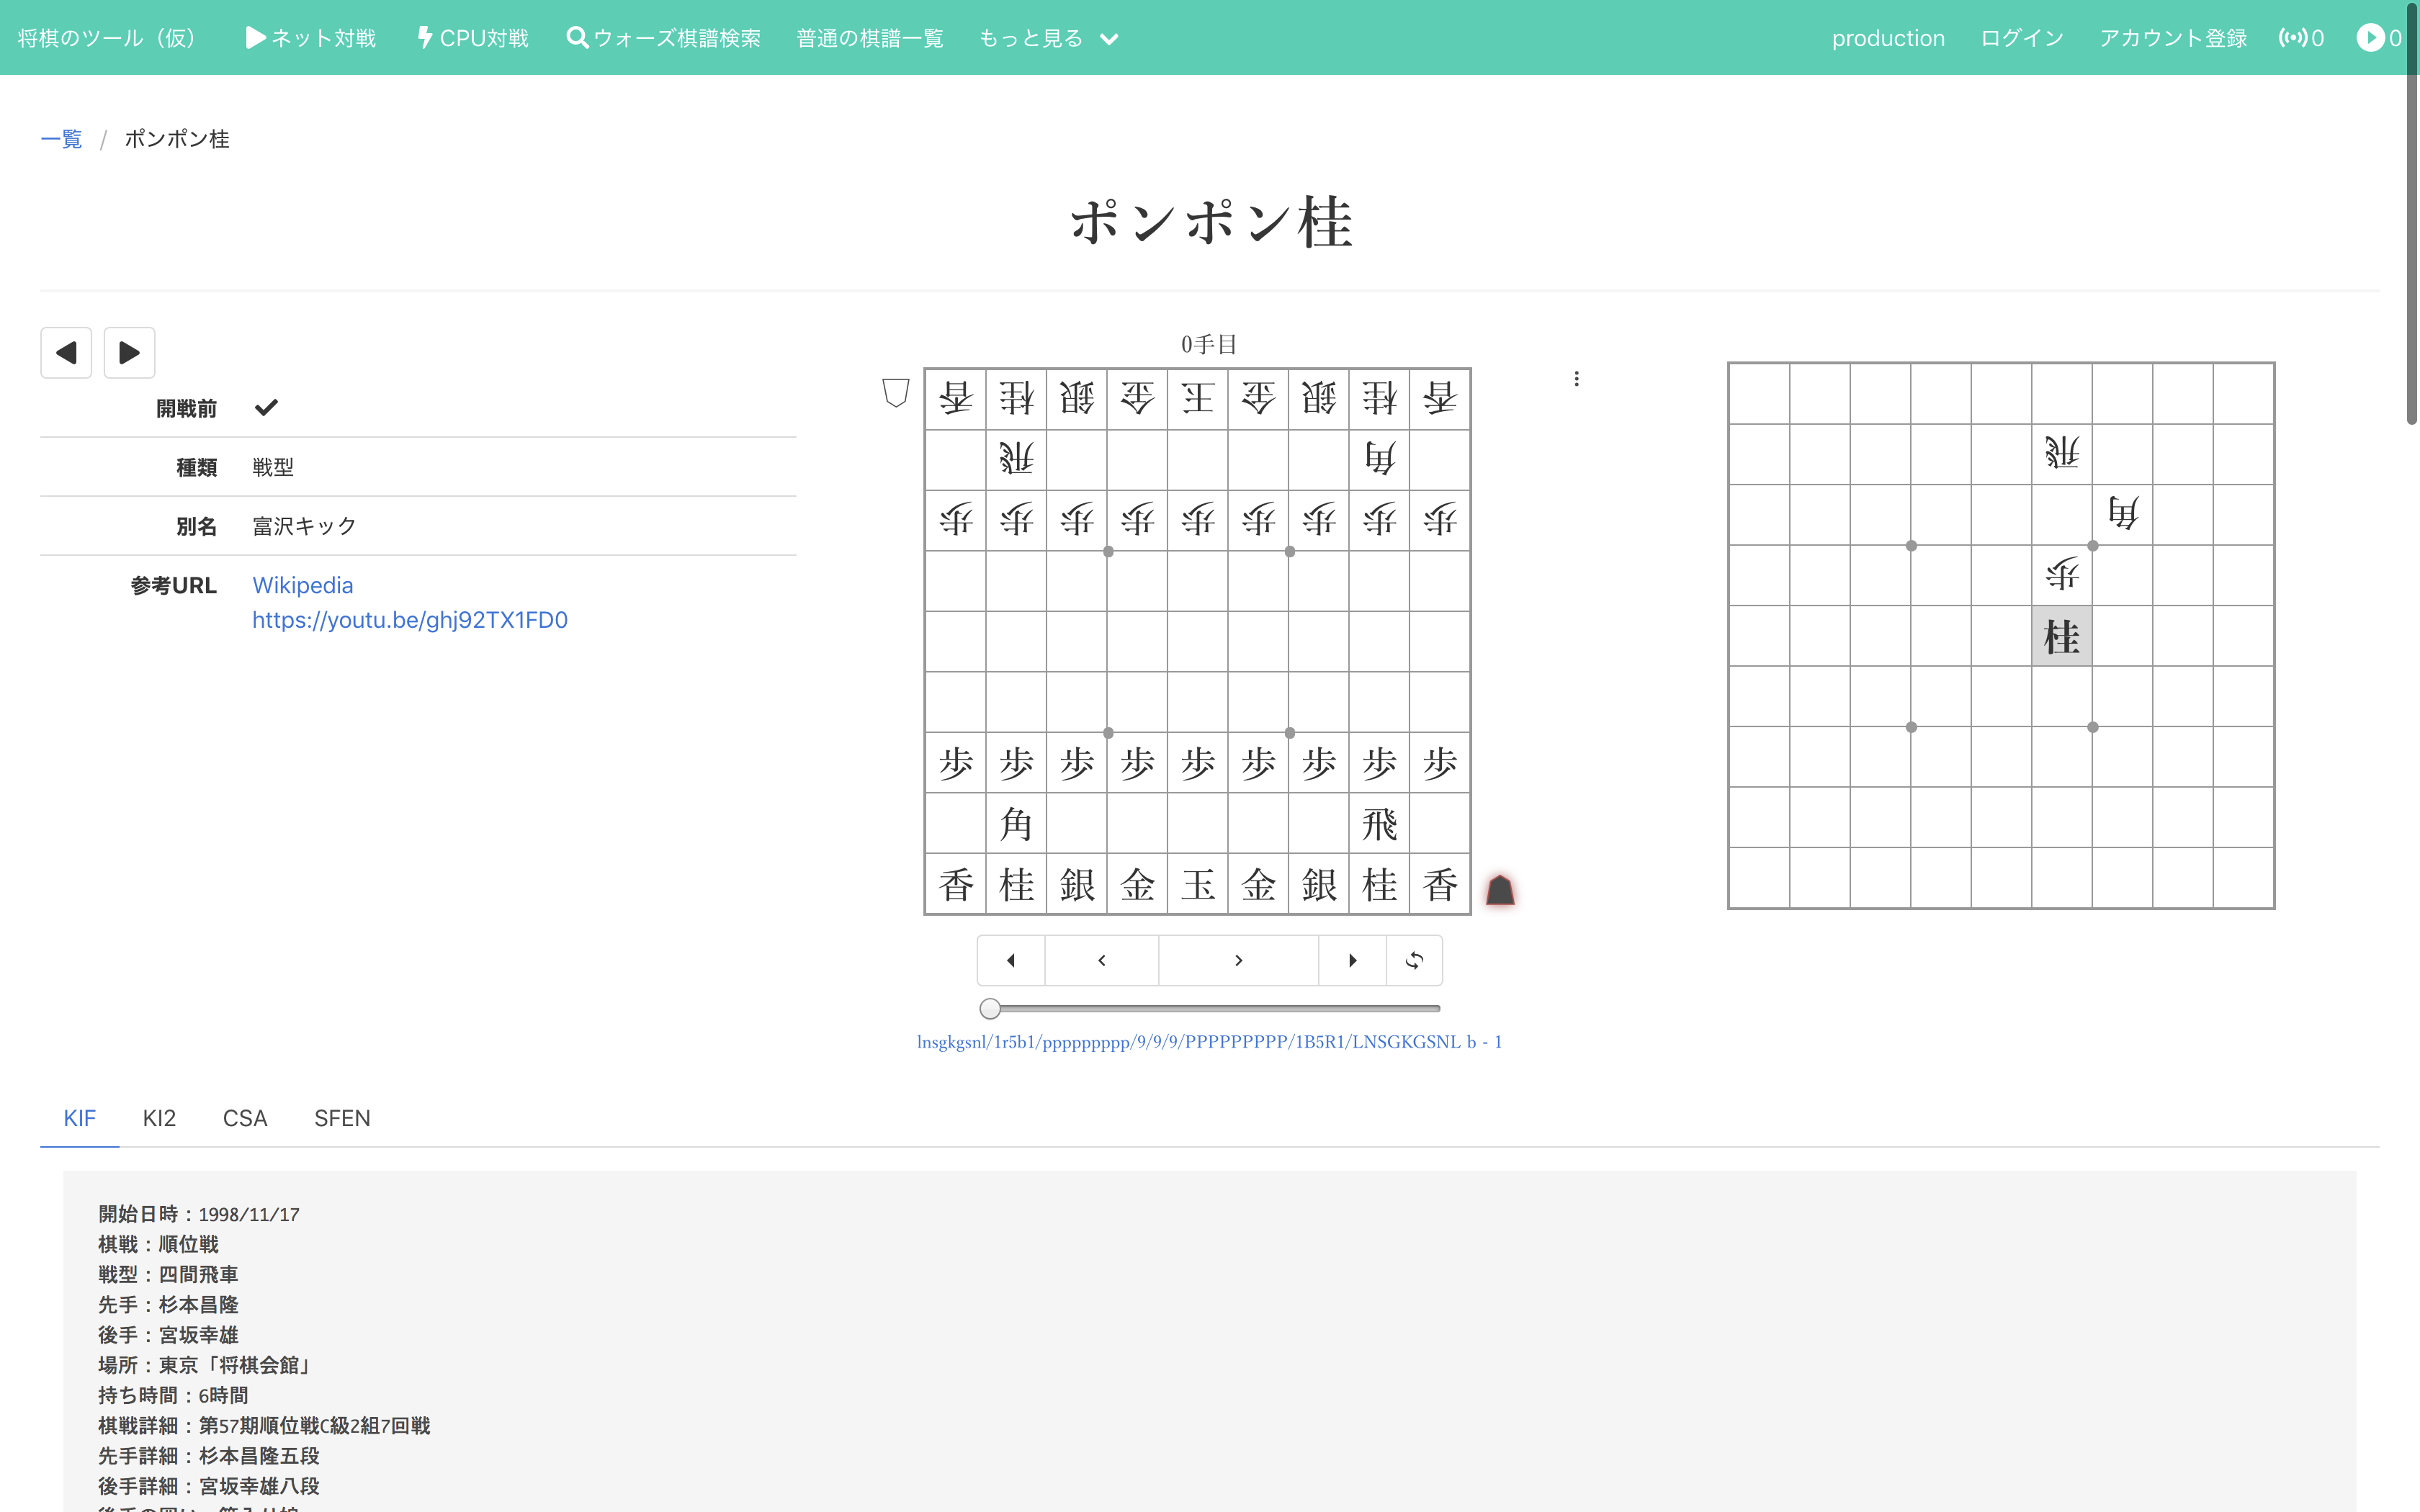 将棋のツール（仮） ネット対戦 CPU対戦 ウォーズ棋譜検索 普通の棋譜一覧 もっと見る production ログイン アカウント登録 0 0
一覧 / ポンポン桂
ポンポン桂
開戦前
種類 戦型
別名 富沢キック
参考URL Wikipedia
https://youtu.be/ghj92TX1FD0
0手目
香桂銀金王金銀桂香
飛角
歩歩歩歩歩歩歩歩歩
歩歩歩歩歩歩歩歩歩
角飛
香桂銀金玉金銀桂香
lnsgkgsnl/1r5b1/ppppppppp/9/9/9/PPPPPPPPP/1B5R1/LNSGKGSNL b - 1
飛
角
歩
桂
KIF KI2 CSA SFEN
開始日時：1998/11/17
棋戦：順位戦
戦型：四間飛車
先手：杉本昌隆
後手：宮坂幸雄
場所：東京「将棋会館」
持ち時間：6時間
棋戦詳細：第57期順位戦C級2組7回戦
先手詳細：杉本昌隆五段
後手詳細：宮坂幸雄八段